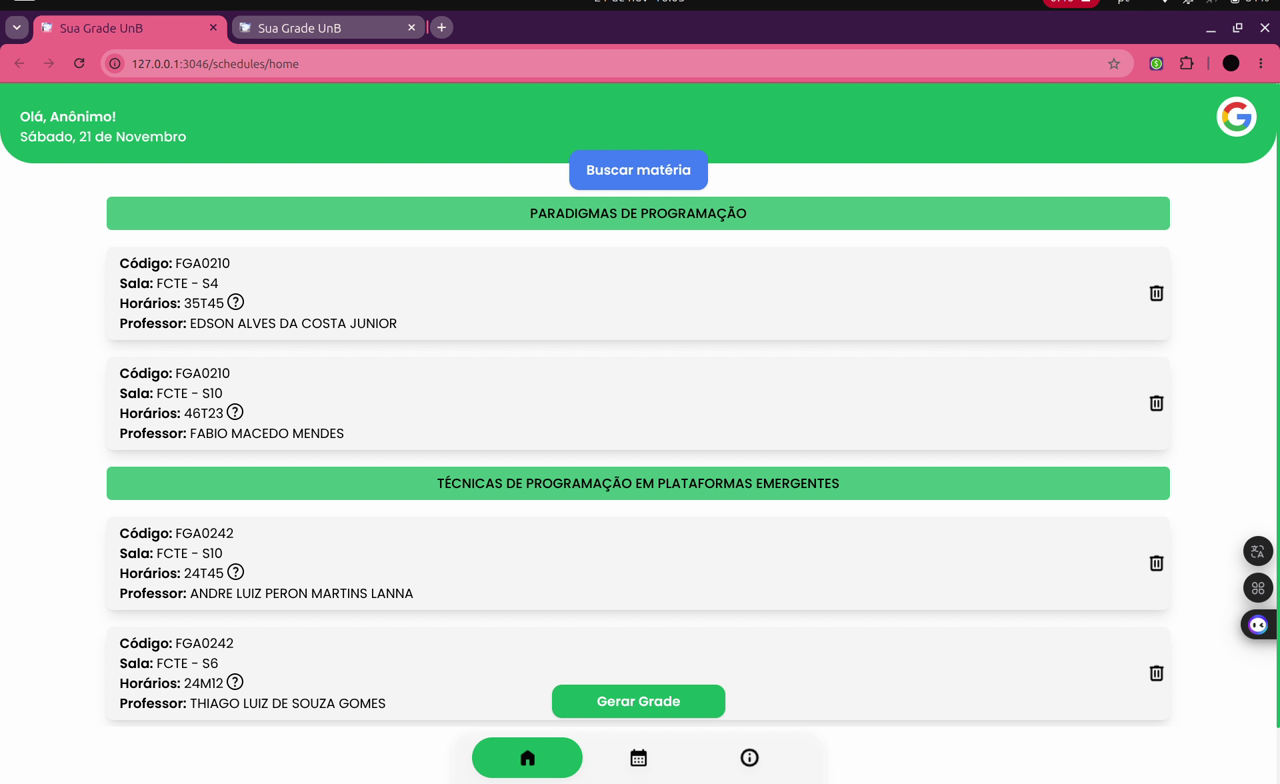 Sua Grade UnB
Sua Grade UnB
127.0.0.1:3046/schedules/home
Olá, Anônimo!
Sábado, 21 de Novembro
Buscar matéria
PARADIGMAS DE PROGRAMAÇÃO
Código: FGA0210
Sala: FCTE - S4
Horários: 35T45
Professor: EDSON ALVES DA COSTA JUNIOR
Código: FGA0210
Sala: FCTE - S10
Horários: 46T23
Professor: FABIO MACEDO MENDES
TÉCNICAS DE PROGRAMAÇÃO EM PLATAFORMAS EMERGENTES
Código: FGA0242
Sala: FCTE - S10
Horários: 24T45
Professor: ANDRE LUIZ PERON MARTINS LANNA
Código: FGA0242
Sala: FCTE - S6
Horários: 24M12
Professor: THIAGO LUIZ DE SOUZA GOMES
Gerar Grade